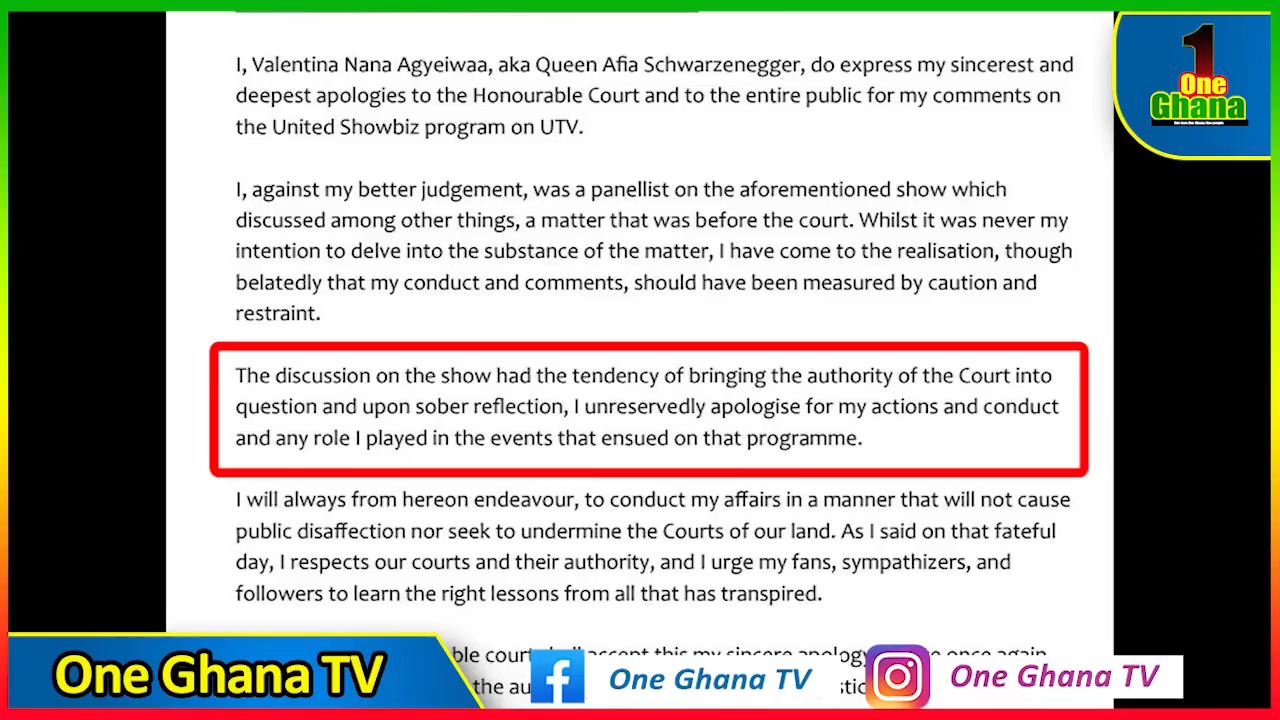 I, Valentina Nana Agyeiwaa, aka Queen Afia Schwarzenegger, do express my sincerest and
deepest apologies to the Honourable Court and to the entire public for my comments on
the United Showbiz program on UTV.
I, against my better judgement, was a panellist on the aforementioned show which
discussed among other things, a matter that was before the court. Whilst it was never my
intention to delve into the substance of the matter, I have come to the realisation, though
belatedly that my conduct and comments, should have been measured by caution and
restraint.
The discussion on the show had the tendency of bringing the authority of the Court into
question and upon sober reflection, I unreservedly apologise for my actions and conduct
and any role I played in the events that ensued on that programme.
I will always from hereon endeavour, to conduct my affairs in a manner that will not cause
public disaffection nor seek to undermine the Courts of our land. As I said on that fateful
day, I respects our courts and their authority, and I urge my fans, sympathizers, and
followers to learn the right lessons from all that has transpired.
accept this my sincere apology once again
the
1
One
Ghana
One Ghana TV
One Ghana TV
One Ghana TV